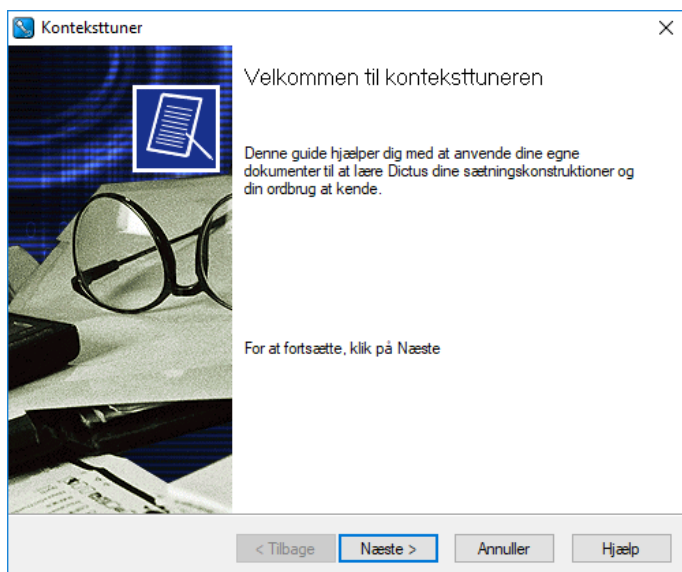 Konteksttuner
Velkommen til konteksttuneren
Denne guide hjælper dig med at anvende dine egne
dokumenter til at lære Dictus dine sætningskonstruktioner og
din ordbrug at kende.
For at fortsætte, klik på Næste
< Tilbage
Næste >
Annuller
Hjælp